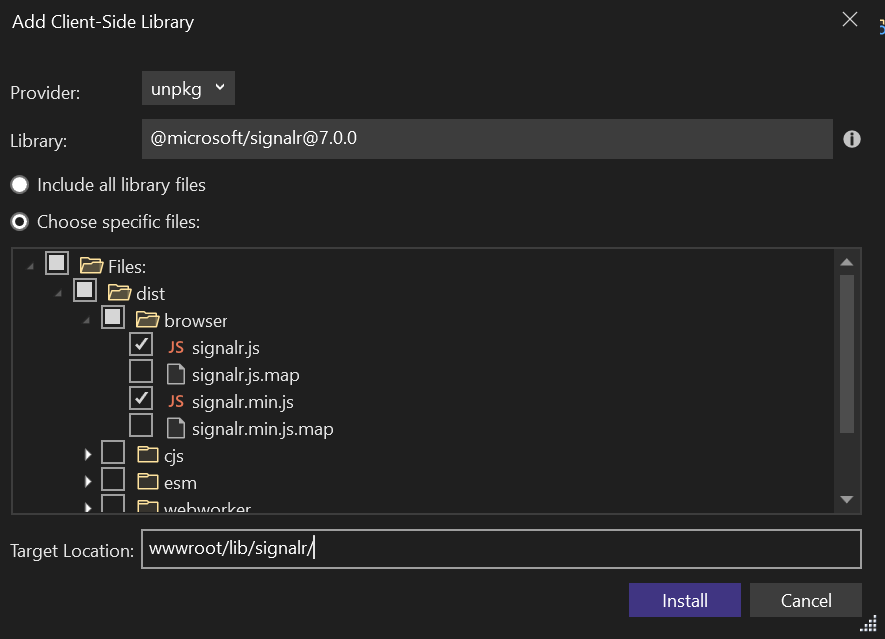 Add Client-Side Library
Provider: unpkg
Library: @microsoft/signalr@7.0.0
Include all library files
Choose specific files:
Files:
dist
browser
JS signalr.js
signalr.js.map
JS signalr.min.js
signalr.min.js.map
cjs
esm
webworker
Target Location: wwwroot/lib/signalr/
Install Cancel